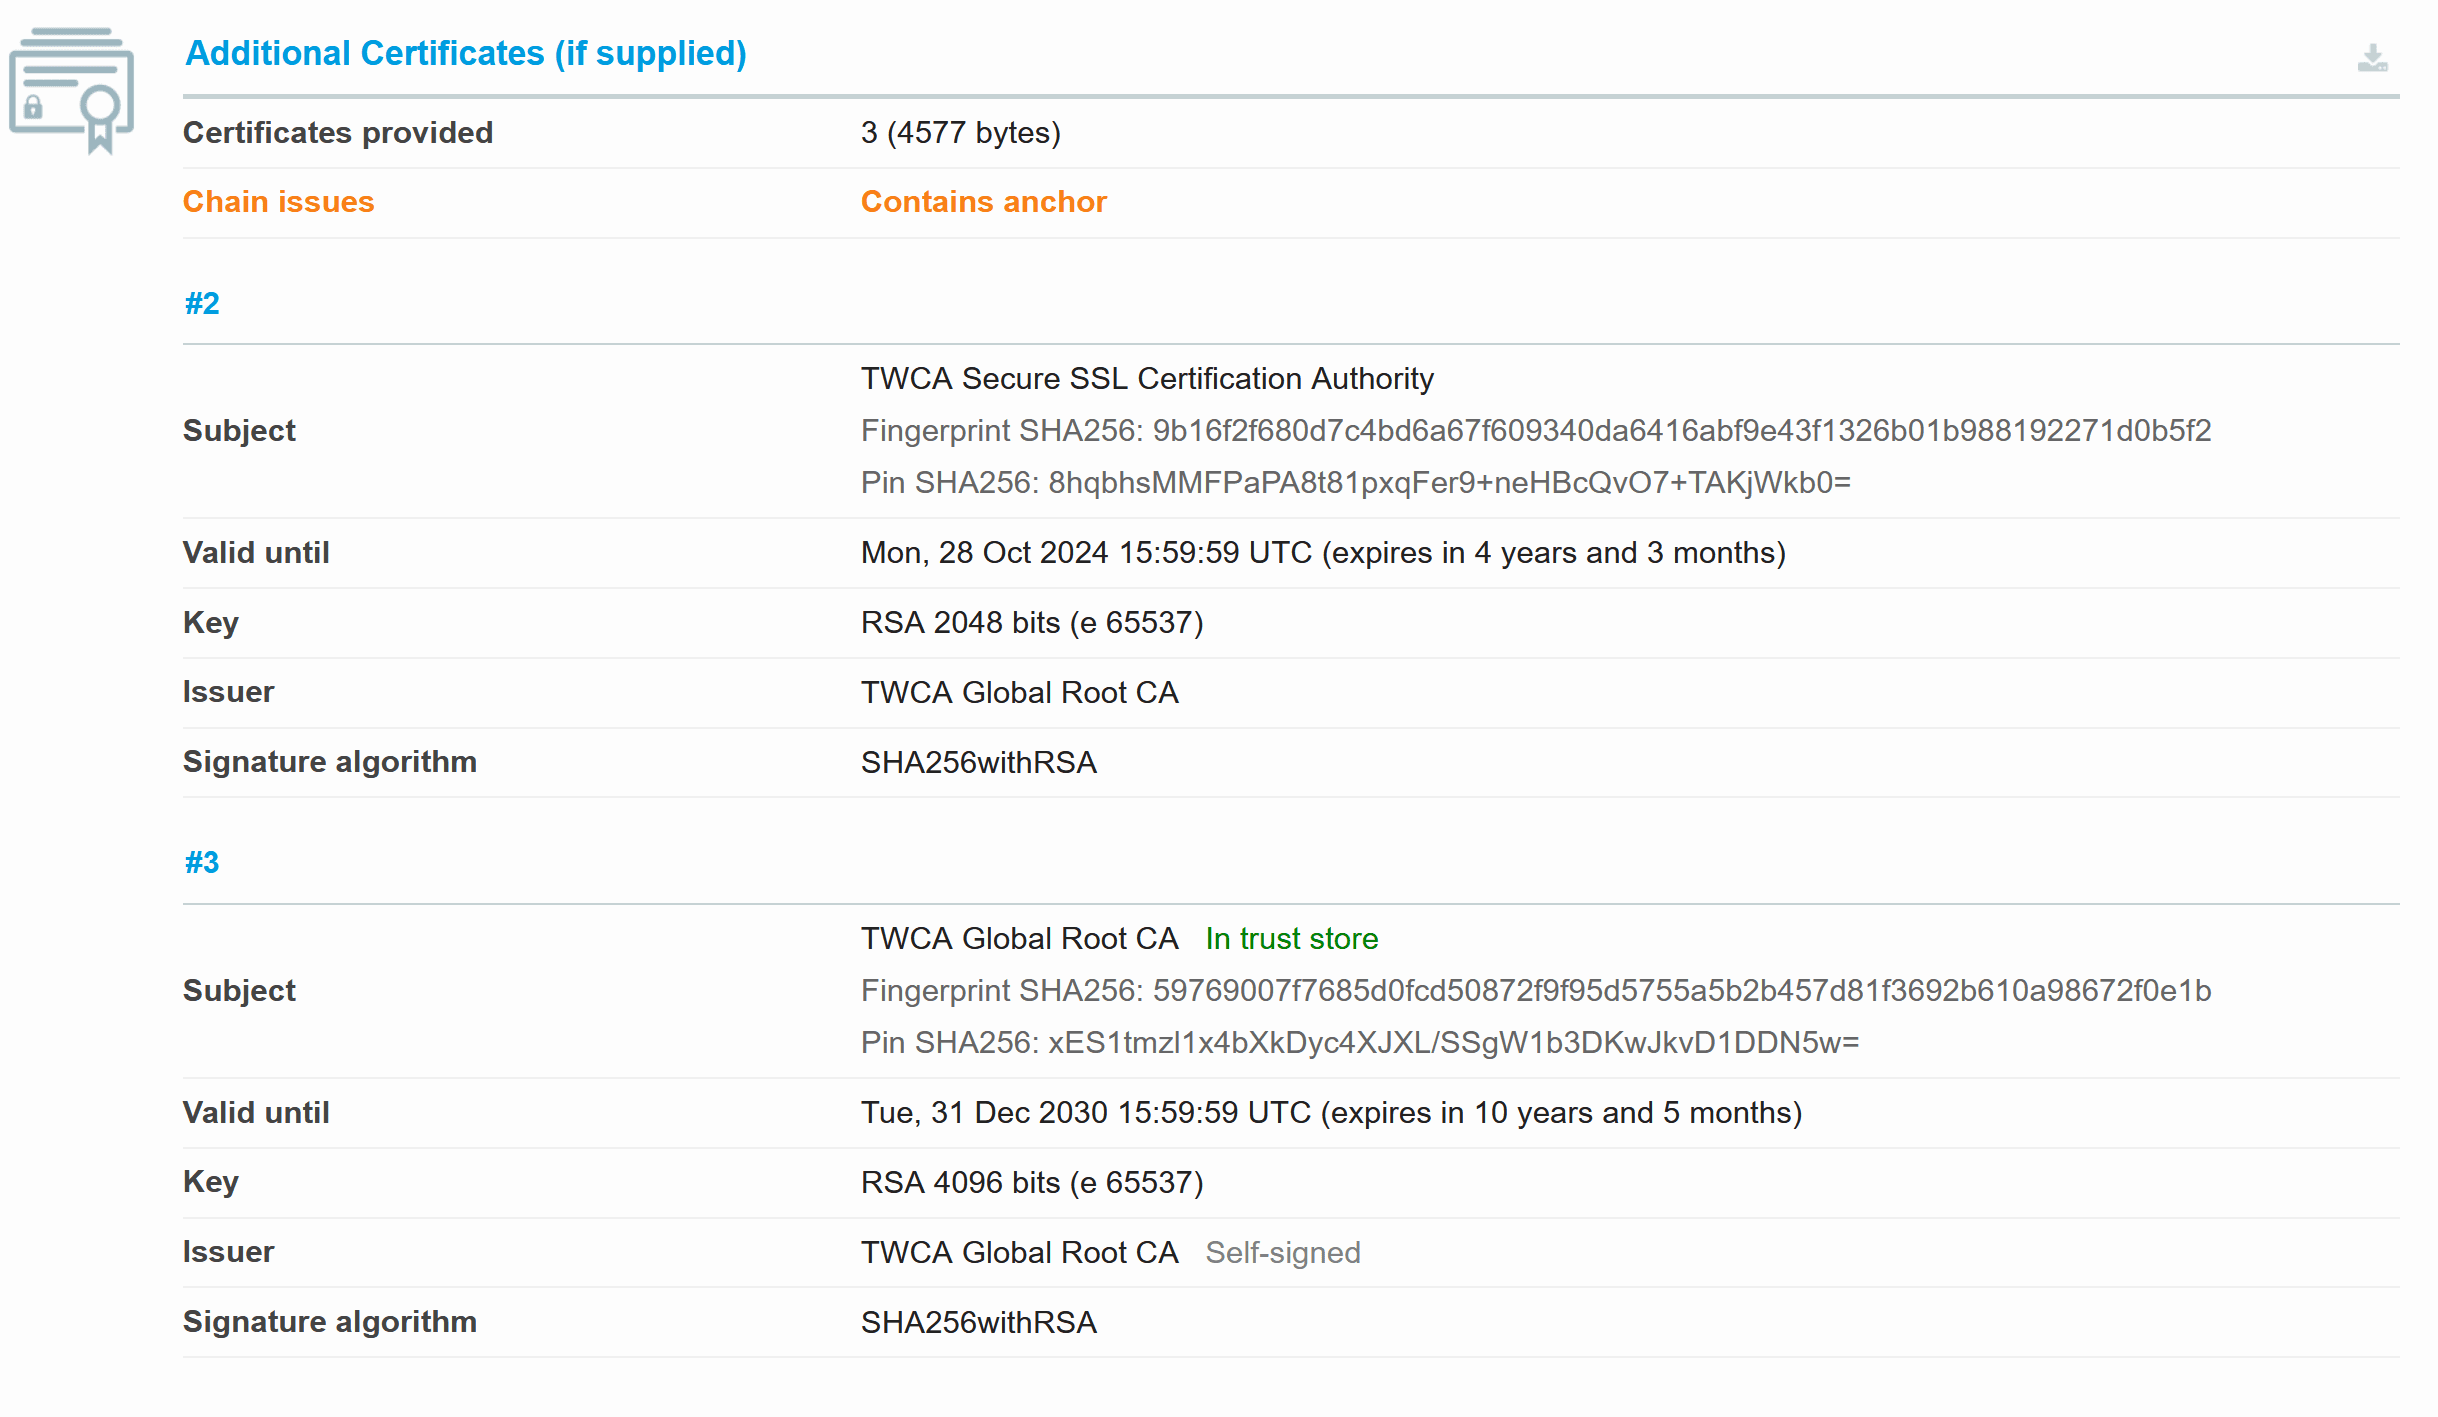 Additional Certificates (if supplied)
Certificates provided 3 (4577 bytes)
Chain issues Contains anchor
#2
Subject
TWCA Secure SSL Certification Authority
Fingerprint SHA256: 9b16f2f680d7c4bd6a67f609340da6416abf9e43f1326b01b988192271d0b5f2
Pin SHA256: 8hqbhsMMFPaPA8t81pxqFer9+neHBcQvO7+TAKjWkb0=
Valid until Mon, 28 Oct 2024 15:59:59 UTC (expires in 4 years and 3 months)
Key RSA 2048 bits (e 65537)
Issuer TWCA Global Root CA
Signature algorithm SHA256withRSA
#3
Subject
TWCA Global Root CA In trust store
Fingerprint SHA256: 59769007f7685d0fcd50872f9f95d5755a5b2b457d81f3692b610a98672f0e1b
Pin SHA256: xES1tmzl1x4bXkDyc4XJXL/SSgW1b3DKwJkvD1DDN5w=
Valid until Tue, 31 Dec 2030 15:59:59 UTC (expires in 10 years and 5 months)
Key RSA 4096 bits (e 65537)
Issuer TWCA Global Root CA Self-signed
Signature algorithm SHA256withRSA